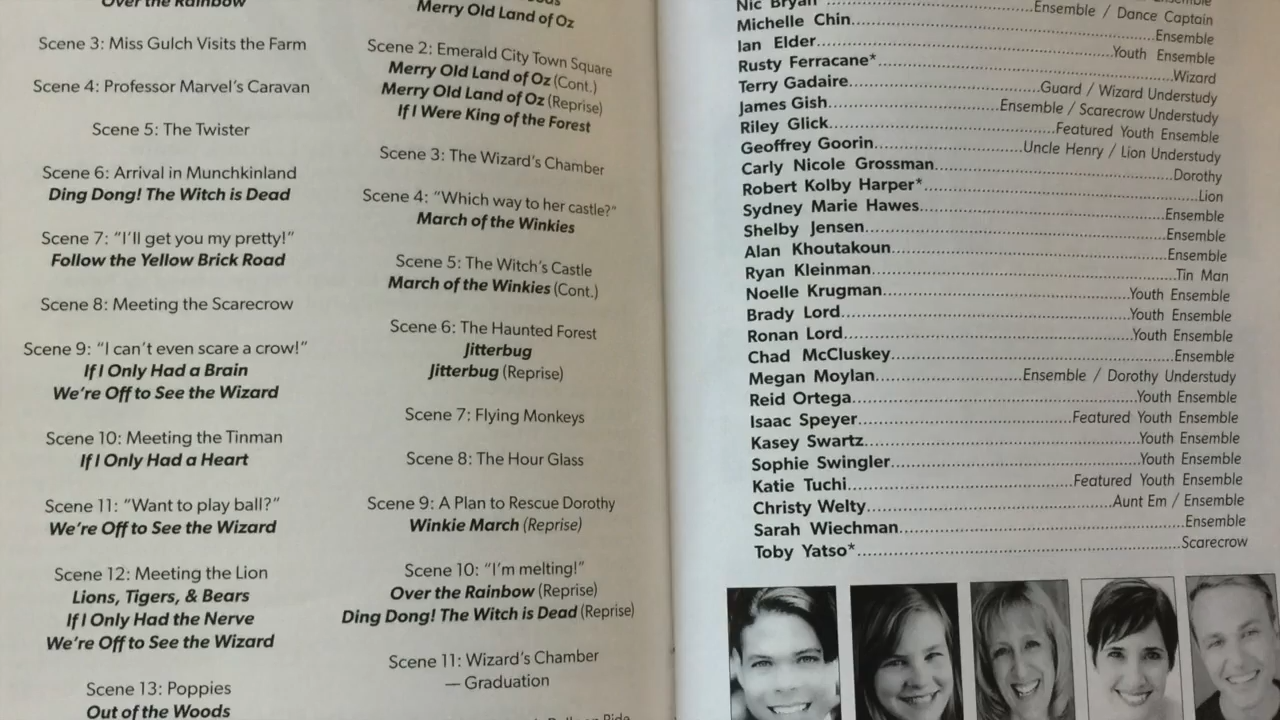 Over the Rainbow
Scene 3: Miss Gulch Visits the Farm
Scene 4: Professor Marvel's Caravan
Scene 5: The Twister
Scene 6: Arrival in Munchkinland
Ding Dong! The Witch is Dead
Scene 7: "I'll get you my pretty!"
Follow the Yellow Brick Road
Scene 8: Meeting the Scarecrow
Scene 9: "I can't even scare a crow!"
If I Only Had a Brain
We're Off to See the Wizard
Scene 10: Meeting the Tinman
If I Only Had a Heart
Scene 11: "Want to play ball?"
We're Off to See the Wizard
Scene 12: Meeting the Lion
Lions, Tigers, & Bears
If I Only Had the Nerve
We're Off to See the Wizard
Scene 13: Poppies
Out of the Woods
Merry Old Land of Oz
Scene 2: Emerald City Town Square
Merry Old Land of Oz (Cont.)
Merry Old Land of Oz (Reprise)
If I Were King of the Forest
Scene 3: The Wizard's Chamber
Scene 4: "Which way to her castle?"
March of the Winkies
Scene 5: The Witch's Castle
March of the Winkies (Cont.)
Scene 6: The Haunted Forest
Jitterbug
Jitterbug (Reprise)
Scene 7: Flying Monkeys
Scene 8: The Hour Glass
Scene 9: A Plan to Rescue Dorothy
Winkie March (Reprise)
Scene 10: "I'm melting!"
Over the Rainbow (Reprise)
Ding Dong! The Witch is Dead (Reprise)
Scene 11: Wizard's Chamber
— Graduation
Nic Bryan Ensemble / Dance Captain
Michelle Chin Ensemble
Ian Elder Youth Ensemble
Rusty Ferracane* Wizard
Terry Gadaire Guard / Wizard Understudy
James Gish Ensemble / Scarecrow Understudy
Riley Glick Featured Youth Ensemble
Geoffrey Goorin Uncle Henry / Lion Understudy
Carly Nicole Grossman Dorothy
Robert Kolby Harper* Lion
Sydney Marie Hawes Ensemble
Shelby Jensen Ensemble
Alan Khoutakoun Ensemble
Ryan Kleinman Tin Man
Noelle Krugman Youth Ensemble
Brady Lord Youth Ensemble
Ronan Lord Youth Ensemble
Chad McCluskey Ensemble
Megan Moylan Ensemble / Dorothy Understudy
Reid Ortega Youth Ensemble
Isaac Speyer Featured Youth Ensemble
Kasey Swartz Youth Ensemble
Sophie Swingler Youth Ensemble
Katie Tuchi Featured Youth Ensemble
Christy Welty Aunt Em / Ensemble
Sarah Wiechman Ensemble
Toby Yatso* Scarecrow